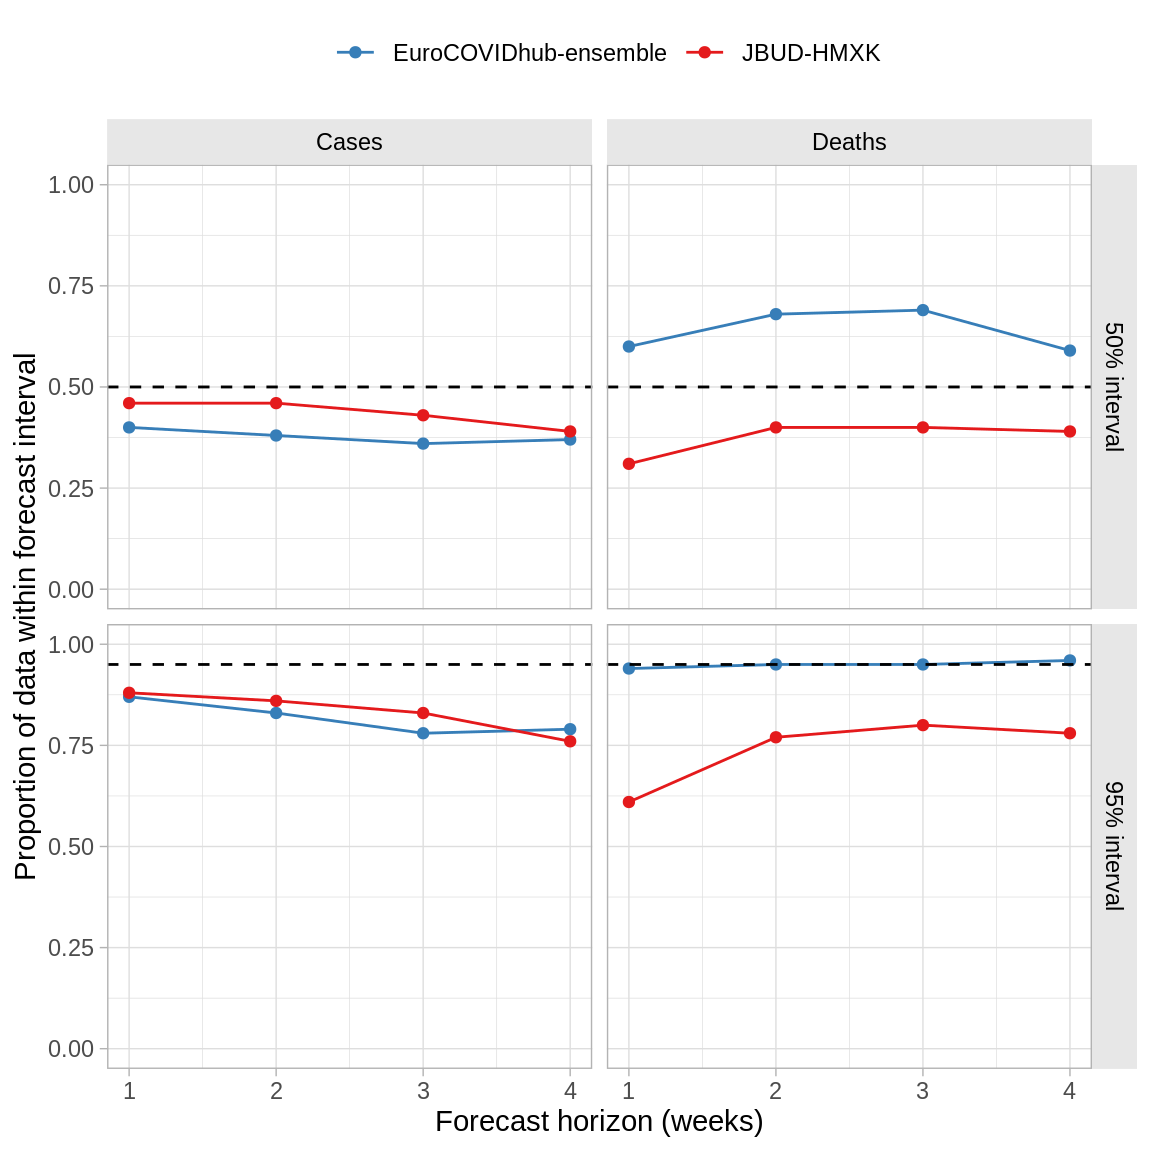 EuroCOVIDhub-ensemble JBUD-HMXK
Cases Deaths
1.00
0.75
0.50
0.25
0.00
50% interval
1.00
0.75
0.50
0.25
0.00
95% interval
Proportion of data within forecast interval
1 2 3 4 1 2 3 4
Forecast horizon (weeks)